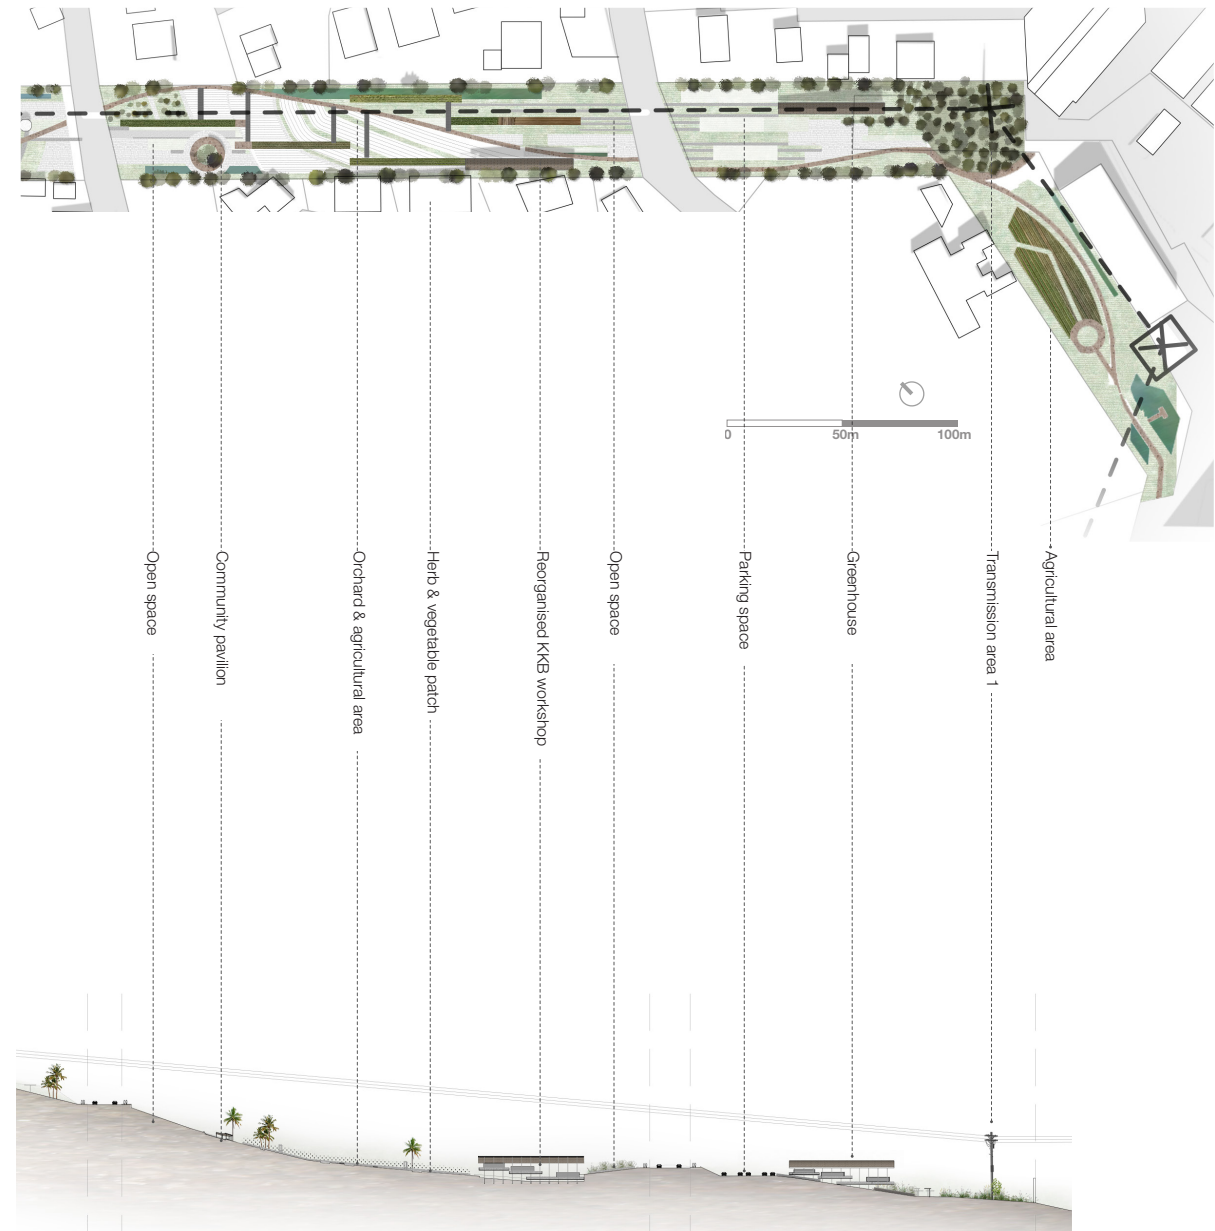 0
50m
100m
Open space
Community pavilion
Orchard & agricultural area
Herb & vegetable patch
Reorganised KKB workshop
Open space
Parking space
Greenhouse
Transmission area 1
Agricultural area